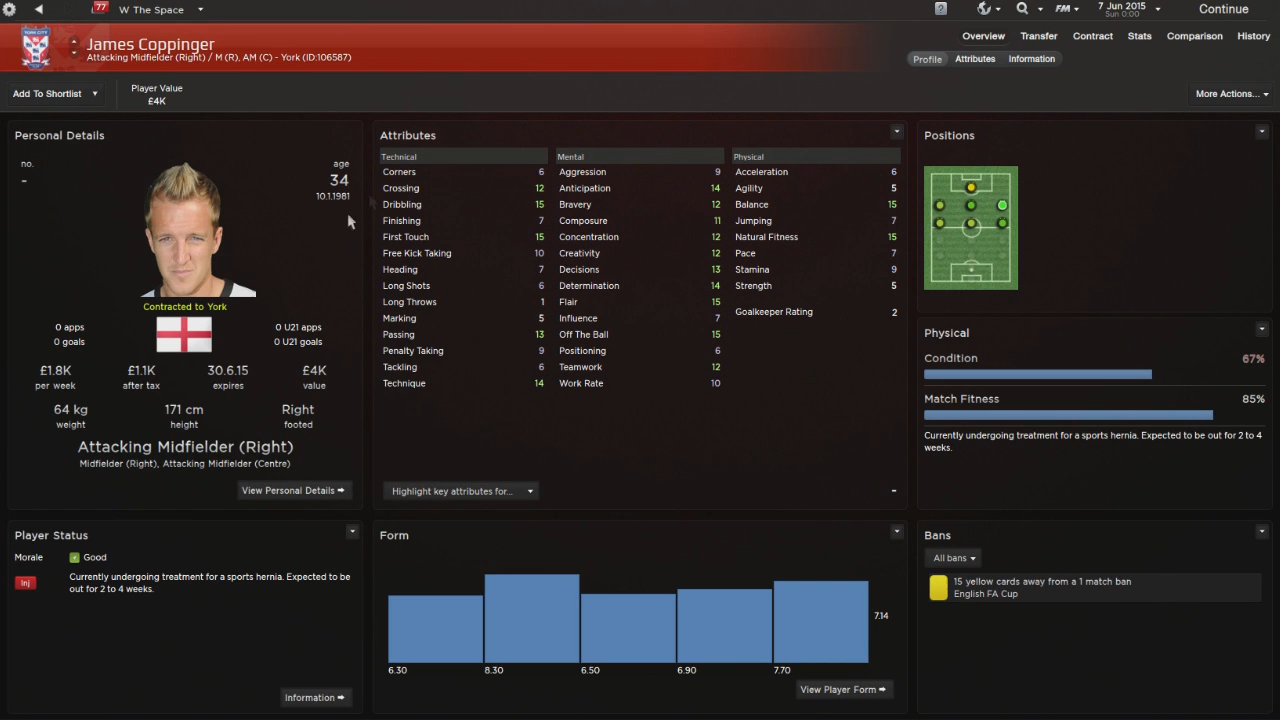 77 W The Space
? FM 7 Jun 2015 Continue
Sun 0:00
James Coppinger
Attacking Midfielder (Right) / M (R), AM (C) - York (ID:106587)
Overview Transfer Contract Stats Comparison History
Profile Attributes Information
Add To Shortlist
Player Value
£4K
More Actions...
Personal Details
no.
-
age
34
10.1.1981
Contracted to York
0 apps
0 goals
0 U21 apps
0 U21 goals
£1.8K £1.1K 30.6.15 £4K
per week after tax expires value
64 kg 171 cm Right
weight height footed
Attacking Midfielder (Right)
Midfielder (Right), Attacking Midfielder (Centre)
View Personal Details
Attributes
Technical
Corners 6
Crossing 12
Dribbling 15
Finishing 7
First Touch 15
Free Kick Taking 10
Heading 7
Long Shots 6
Long Throws 1
Marking 5
Passing 13
Penalty Taking 9
Tackling 6
Technique 14
Mental
Aggression 9
Anticipation 14
Bravery 12
Composure 11
Concentration 12
Creativity 12
Decisions 13
Determination 14
Flair 15
Influence 7
Off The Ball 15
Positioning 6
Teamwork 12
Work Rate 10
Physical
Acceleration 6
Agility 5
Balance 15
Jumping 7
Natural Fitness 15
Pace 7
Stamina 9
Strength 5
Goalkeeper Rating 2
Highlight key attributes for...
-
Positions
Physical
Condition 67%
Match Fitness 85%
Currently undergoing treatment for a sports hernia. Expected to be out for 2 to 4
weeks.
Player Status
Morale Good
Inj Currently undergoing treatment for a sports hernia. Expected to be
out for 2 to 4 weeks.
Information
Form
7.14
6.30 8.30 6.50 6.90 7.70
View Player Form
Bans
All bans
15 yellow cards away from a 1 match ban
English FA Cup